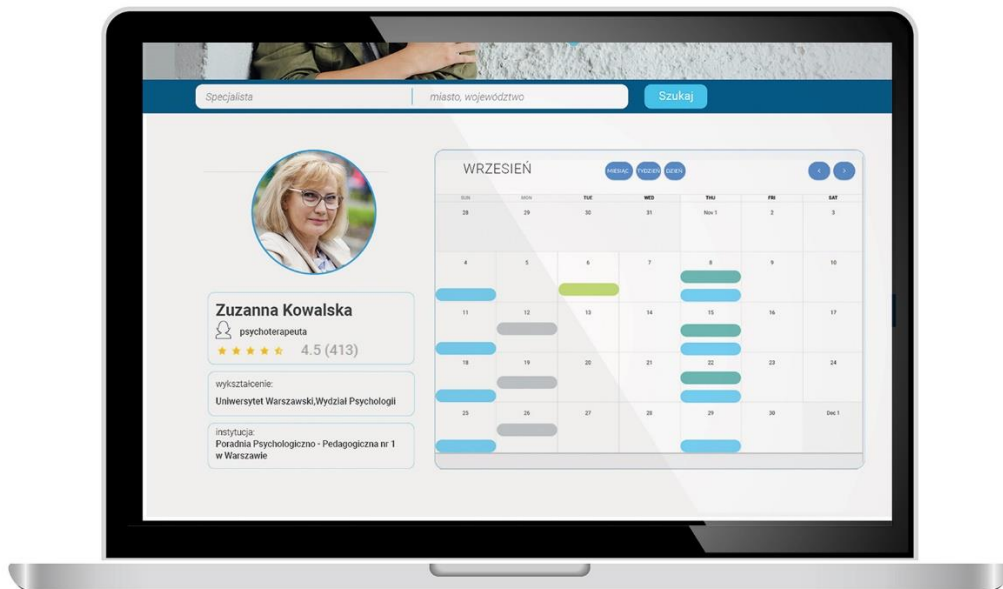 Specjalista
miasto, województwo
Szukaj
WRZESIEŃ
MIESIĄC TYDZIEŃ DZIEŃ
SUN MON TUE WED THU FRI SAT
28 29 30 31 Nov 1 2 3
4 5 6 7 8 9 10
11 12 13 14 15 16 17
18 19 20 21 22 23 24
25 26 27 28 29 30 Dec 1
Zuzanna Kowalska
psychoterapeuta
4.5 (413)
wykształcenie:
Uniwersytet Warszawski,Wydział Psychologii
instytucja:
Poradnia Psychologiczno - Pedagogiczna nr 1
w Warszawie